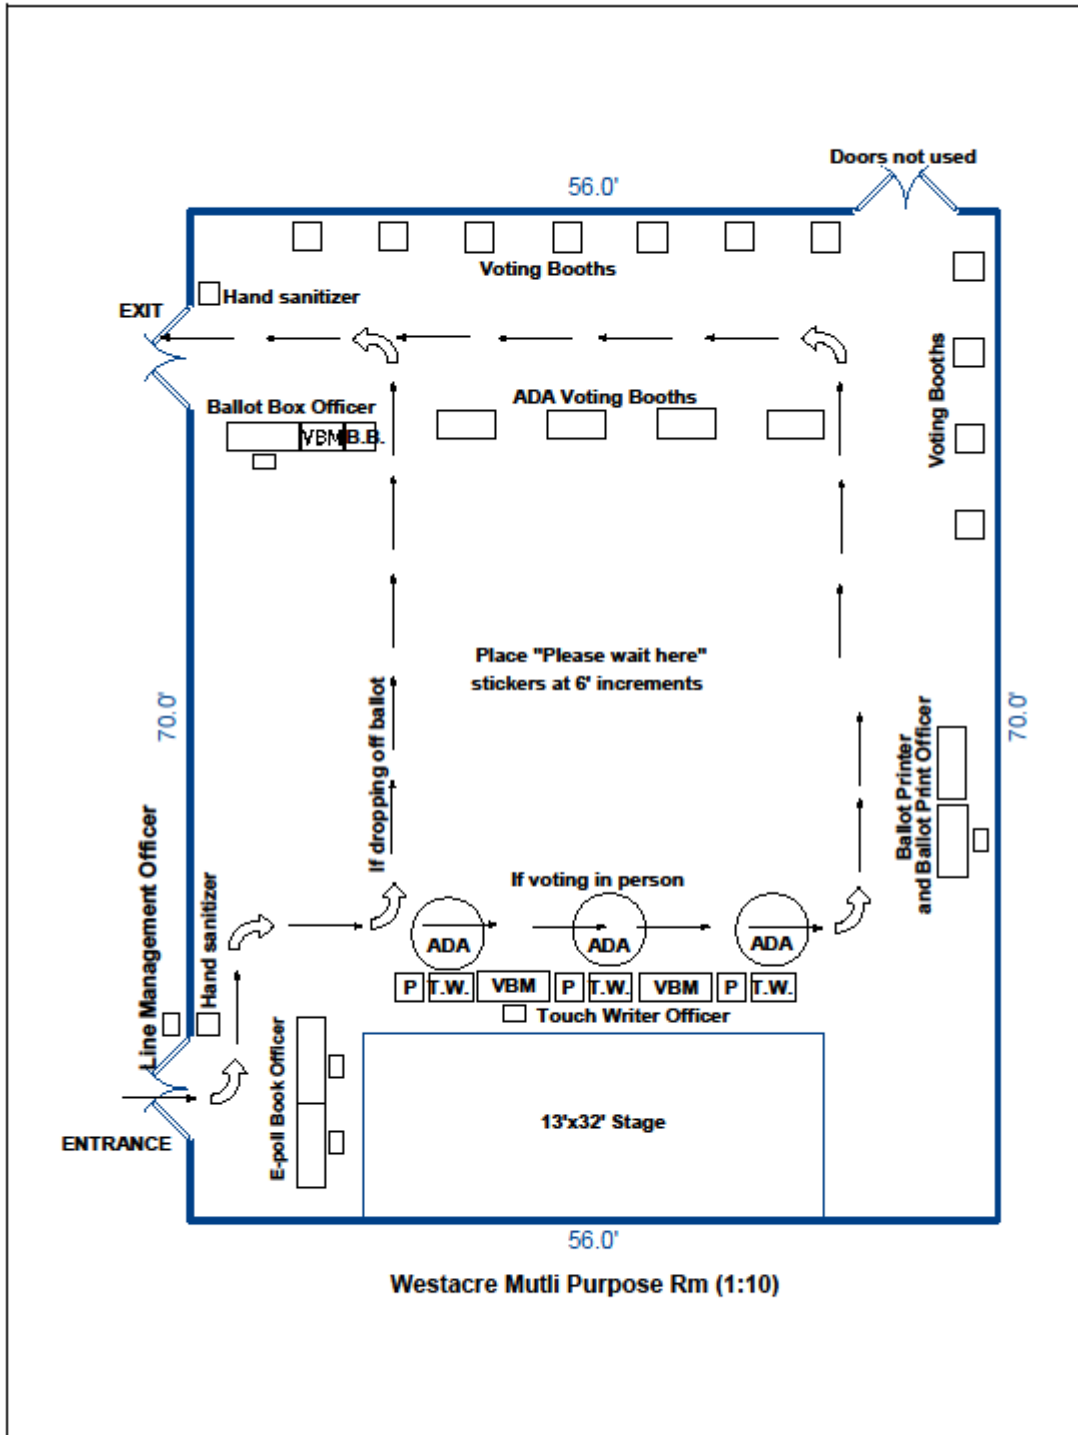 Doors not used
56.0'
Voting Booths
Hand sanitizer
EXIT
Voting Booths
Ballot Box Officer
VBM
B.B.
ADA Voting Booths
Place "Please wait here"
stickers at 6' increments
70.0'
70.0'
If dropping off ballot
Ballot Printer
and Ballot Print Officer
Line Management Officer
Hand sanitizer
If voting in person
ADA
ADA
ADA
P
T.W.
VBM
P
T.W.
VBM
P
T.W.
Touch Writer Officer
E-poll Book Officer
13'x32' Stage
ENTRANCE
56.0'
Westacre Mutli Purpose Rm (1:10)